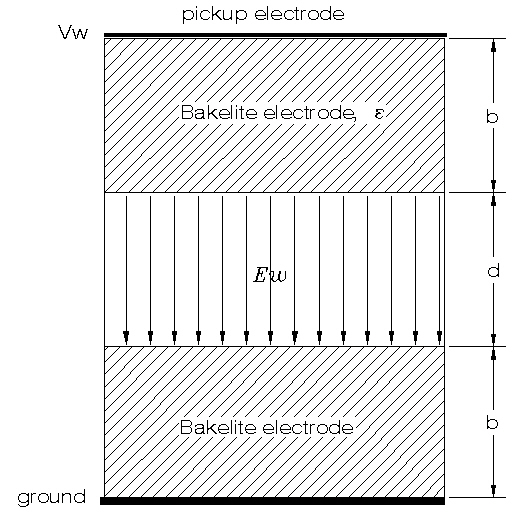 pickup electrode
Vw
Bakelite electrode, ε
b
Ew
d
Bakelite electrode
b
ground